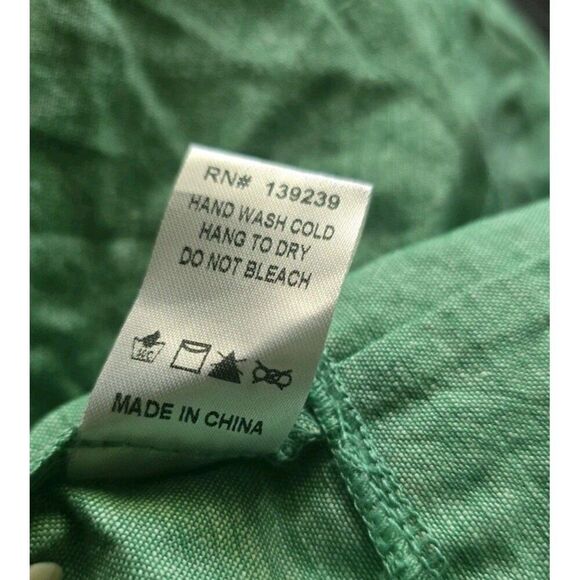 RN# 139239
HAND WASH COLD
HANG TO DRY
DO NOT BLEACH
MADE IN CHINA